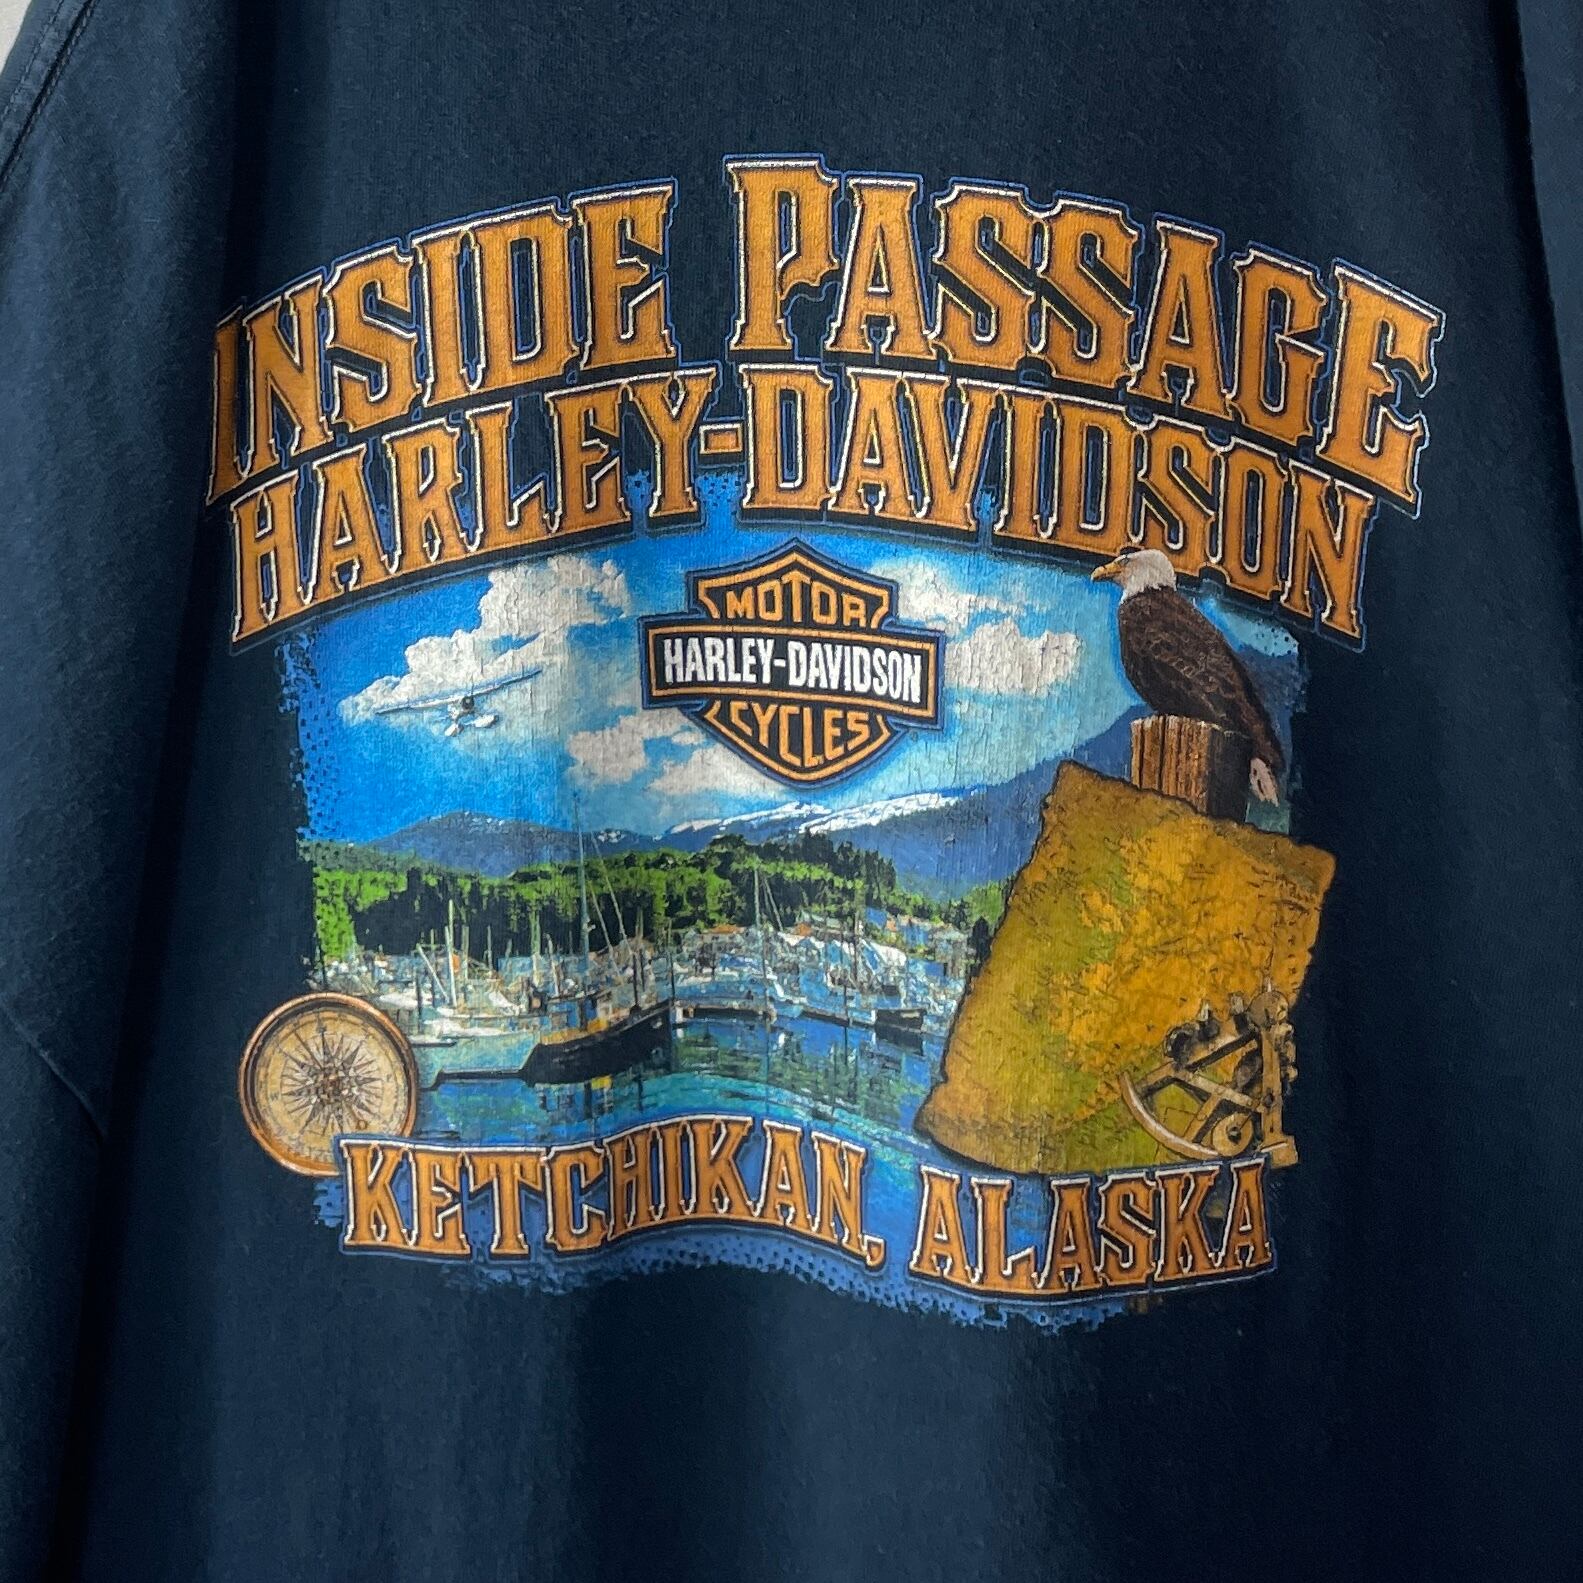 INSIDE PASSAGE
HARLEY-DAVIDSON
MOTOR
HARLEY-DAVIDSON
CYCLES
KETCHIKAN, ALASKA